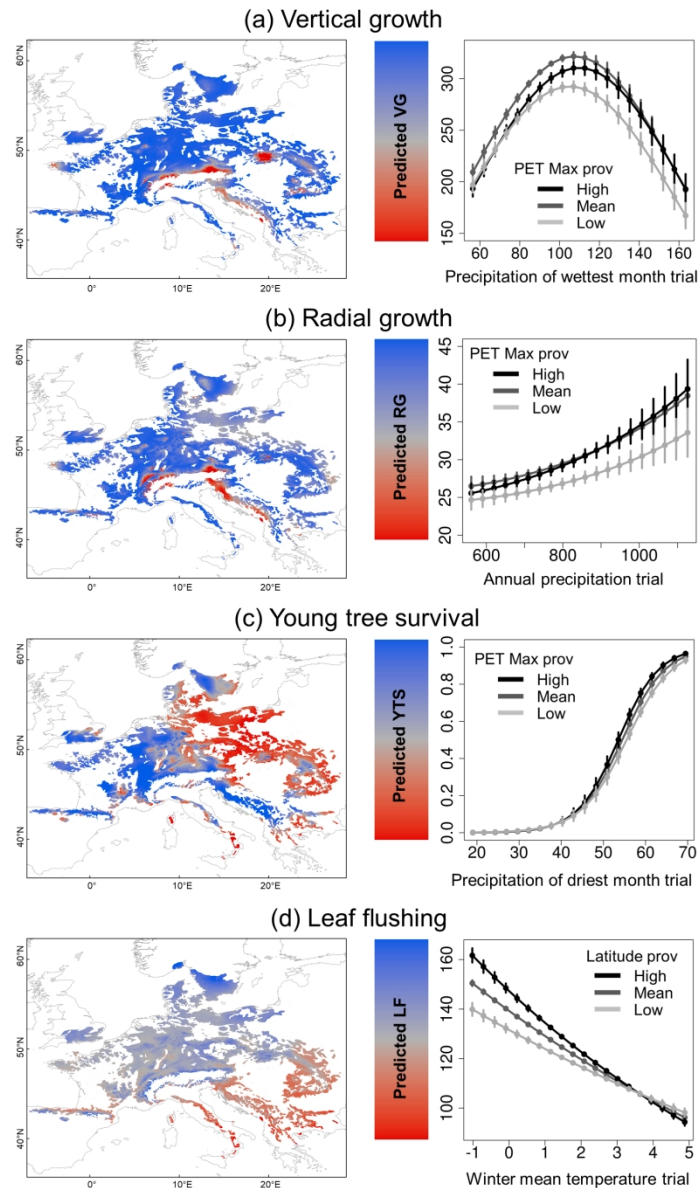 (a) Vertical growth
60°N
50°N
40°N
0°
10°E
20°E
Predicted VG
300
250
200
150
PET Max prov
High
Mean
Low
60 80 100 120 140 160
Precipitation of wettest month trial
(b) Radial growth
60°N
50°N
40°N
0°
10°E
20°E
Predicted RG
45
40
35
30
25
20
PET Max prov
High
Mean
Low
600 800 1000
Annual precipitation trial
(c) Young tree survival
60°N
50°N
40°N
0°
10°E
20°E
Predicted YTS
1.0
0.8
0.6
0.4
0.2
0.0
PET Max prov
High
Mean
Low
20 30 40 50 60 70
Precipitation of driest month trial
(d) Leaf flushing
60°N
50°N
40°N
0°
10°E
20°E
Predicted LF
160
140
120
100
Latitude prov
High
Mean
Low
-1 0 1 2 3 4 5
Winter mean temperature trial